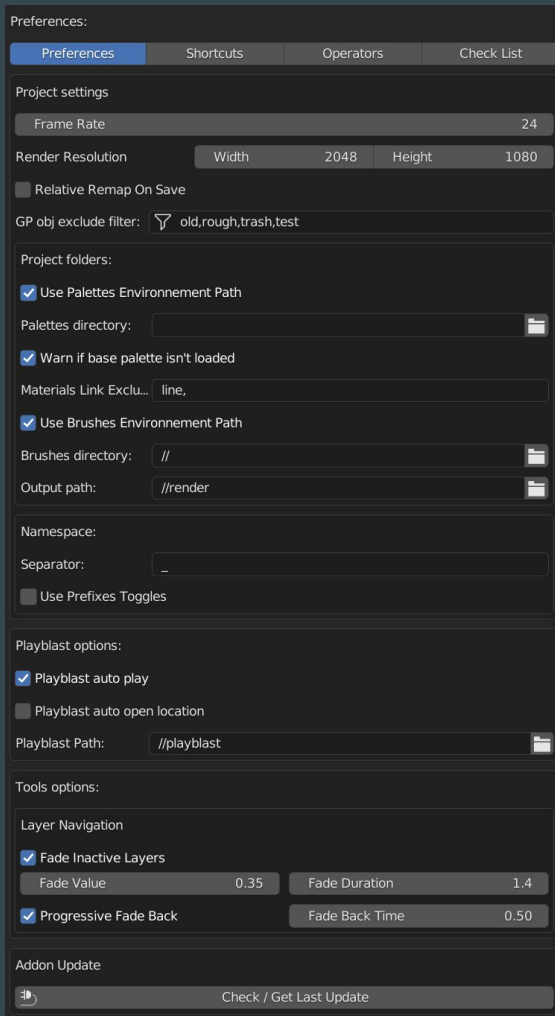 Preferences:
Preferences Shortcuts Operators Check List
Project settings
Frame Rate 24
Render Resolution Width 2048 Height 1080
Relative Remap On Save
GP obj exclude filter: old,rough,trash,test
Project folders:
Use Palettes Environnement Path
Palettes directory:
Warn if base palette isn't loaded
Materials Link Exclu... line,
Use Brushes Environnement Path
Brushes directory: //
Output path: //render
Namespace:
Separator: _
Use Prefixes Toggles
Playblast options:
Playblast auto play
Playblast auto open location
Playblast Path: //playblast
Tools options:
Layer Navigation
Fade Inactive Layers
Fade Value 0.35 Fade Duration 1.4
Progressive Fade Back Fade Back Time 0.50
Addon Update
Check / Get Last Update